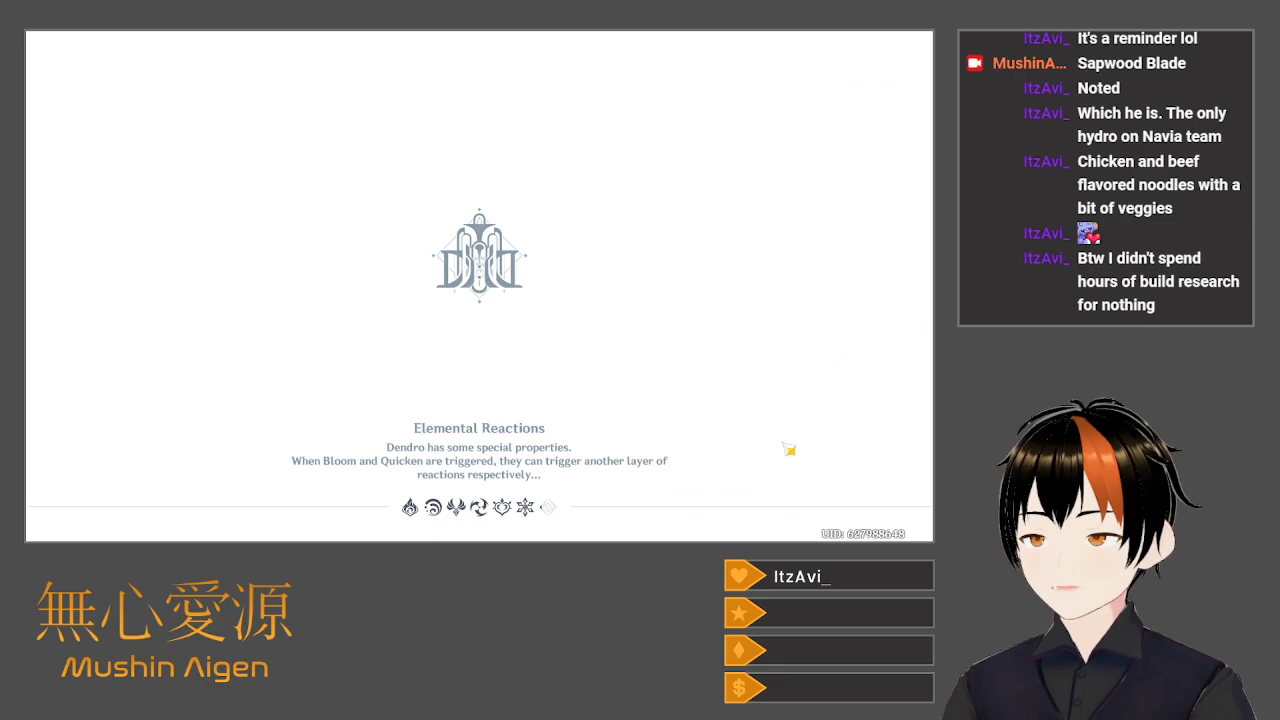 ItzAvi_ It's a reminder lol
MushinA... Sapwood Blade
ItzAvi_ Noted
ItzAvi_ Which he is. The only
hydro on Navia team
ItzAvi_ Chicken and beef
flavored noodles with a
bit of veggies
ItzAvi_
ItzAvi_ Btw I didn't spend
hours of build research
for nothing
Elemental Reactions
Dendro has some special properties.
When Bloom and Quicken are triggered, they can trigger another layer of
reactions respectively...
UID: 627988648
ItzAvi_
無心愛源
Mushin Aigen